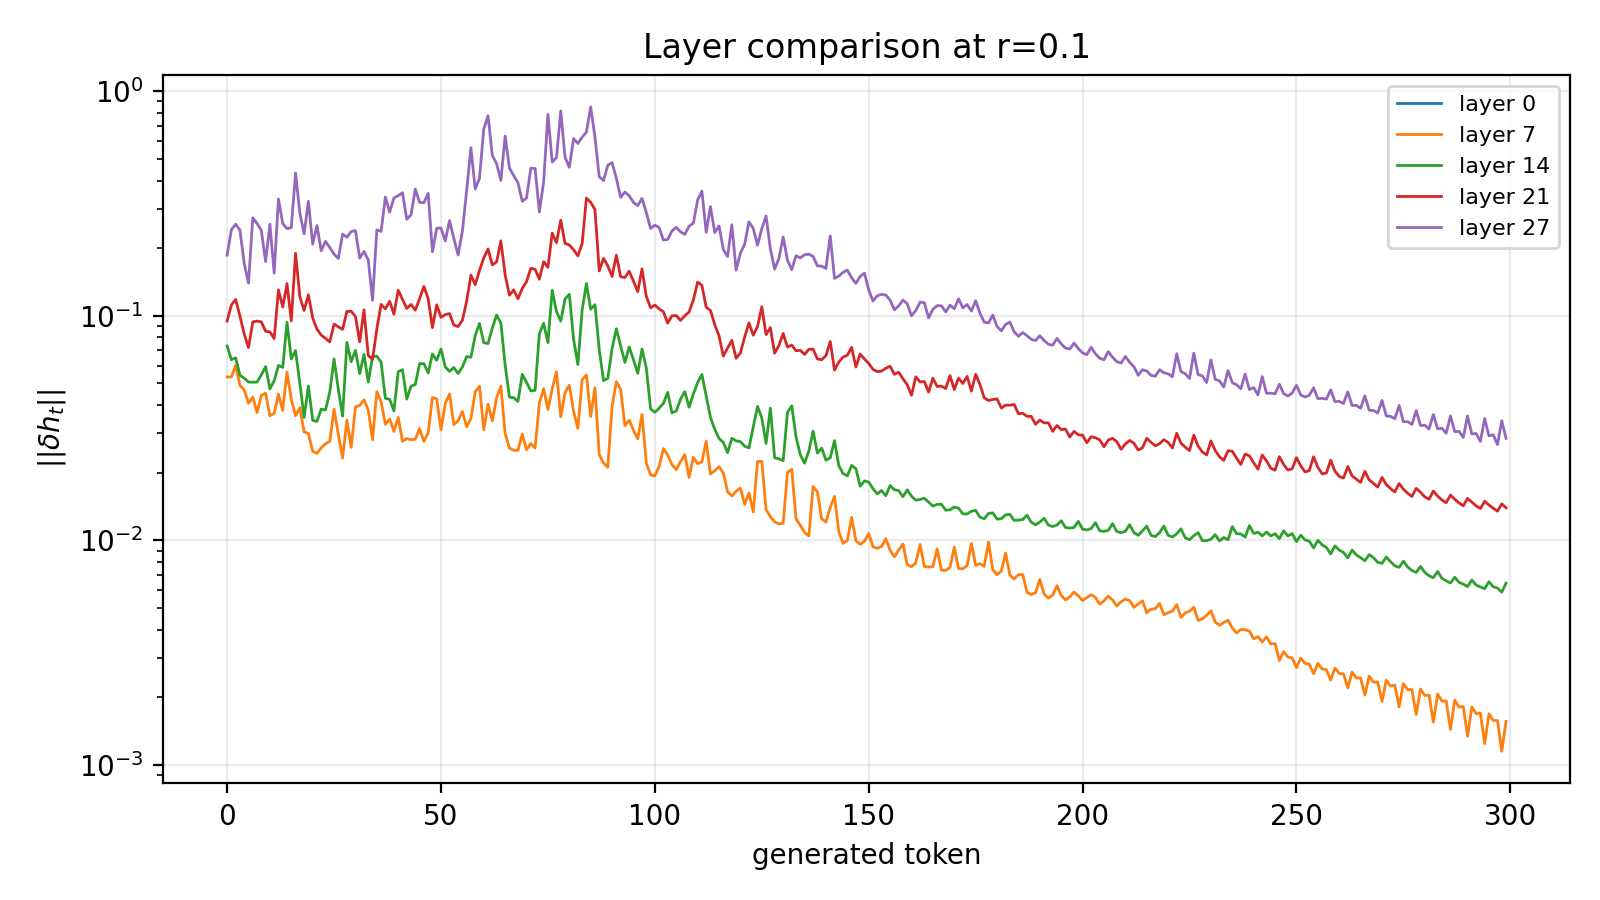 Layer comparison at r=0.1
||δhₜ||
10⁰
10⁻¹
10⁻²
10⁻³
layer 0
layer 7
layer 14
layer 21
layer 27
0 50 100 150 200 250 300
generated token